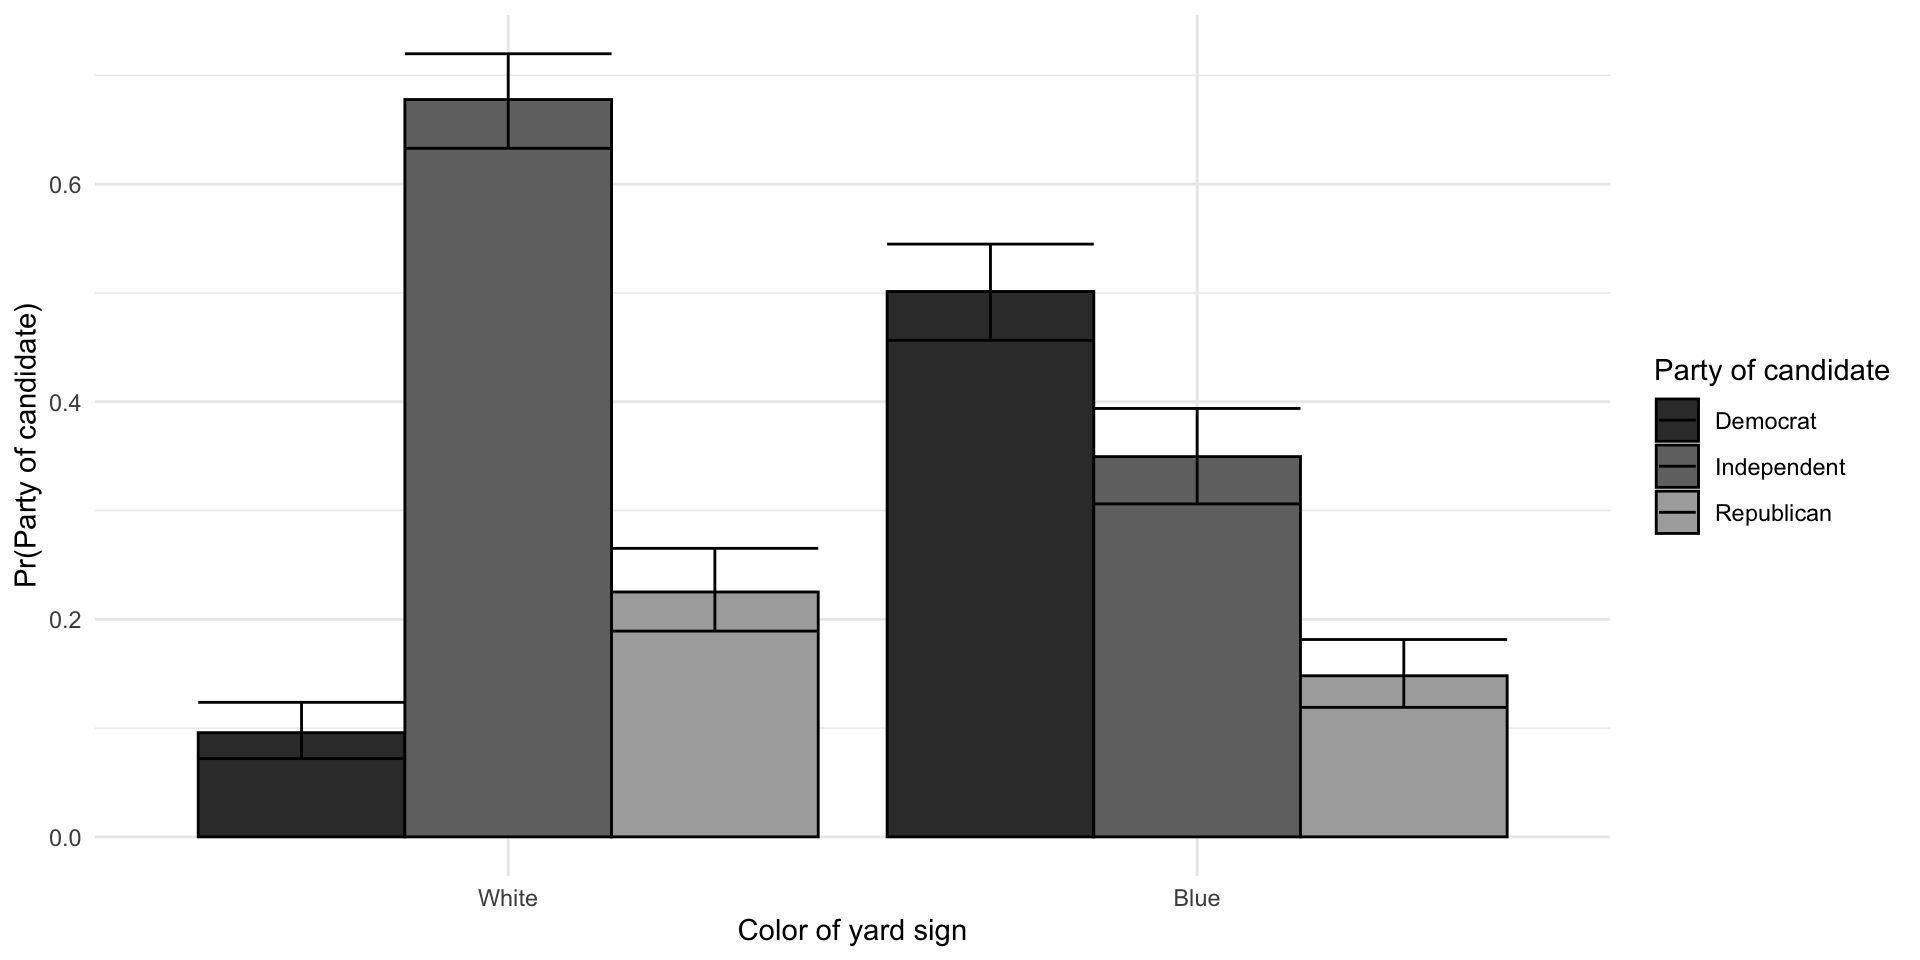 Pr(Party of candidate)
0.6
0.4
0.2
0.0
White
Blue
Color of yard sign
Party of candidate
Democrat
Independent
Republican